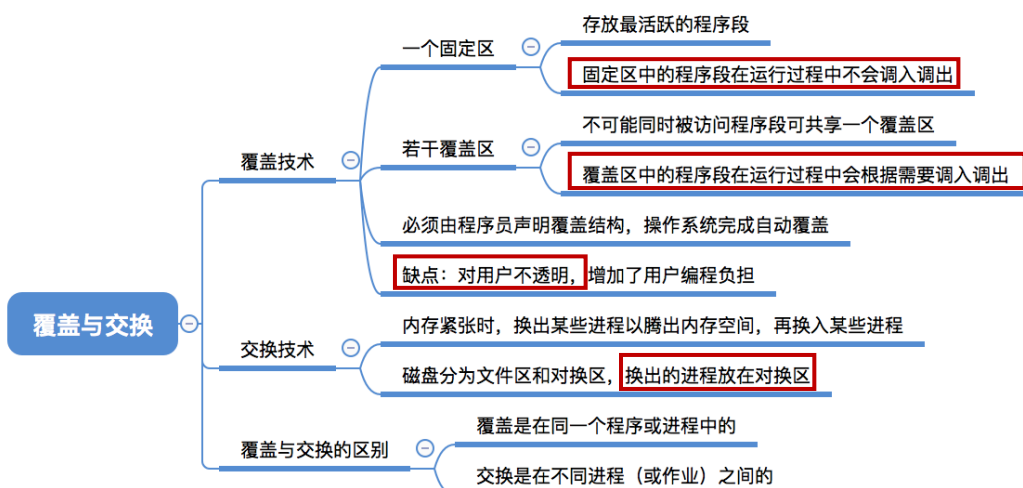 存放最活跃的程序段
一个固定区
固定区中的程序段在运行过程中不会调入调出
不可能同时被访问程序段可共享一个覆盖区
若干覆盖区
覆盖技术
覆盖区中的程序段在运行过程中会根据需要调入调出
必须由程序员声明覆盖结构，操作系统完成自动覆盖
缺点：对用户不透明，增加了用户编程负担
覆盖与交换
内存紧张时，换出某些进程以腾出内存空间，再换入某些进程
交换技术
磁盘分为文件区和对换区，换出的进程放在对换区
覆盖是在同一个程序或进程中的
覆盖与交换的区别
交换是在不同进程（或作业）之间的